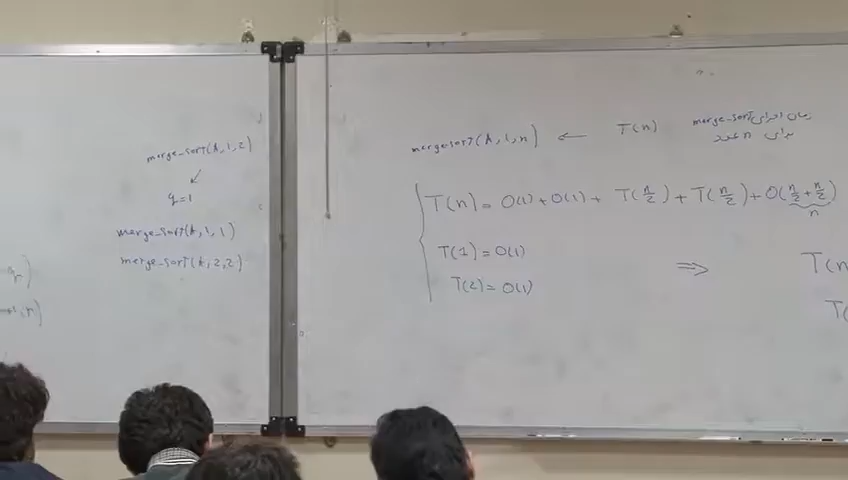 merge-sort(A,1,2)
q=1
merge-sort(A,1,1)
merge-sort(A,2,2)
زمان اجرای merge-sort
برای n عدد
mergesort(A,1,n) ← T(n)
T(n) = O(1) + O(1) + T(n/2) + T(n/2) + O(n/2 + n/2)
n
T(1) = O(1)
T(2) = O(1)
⇒ T(n
T(